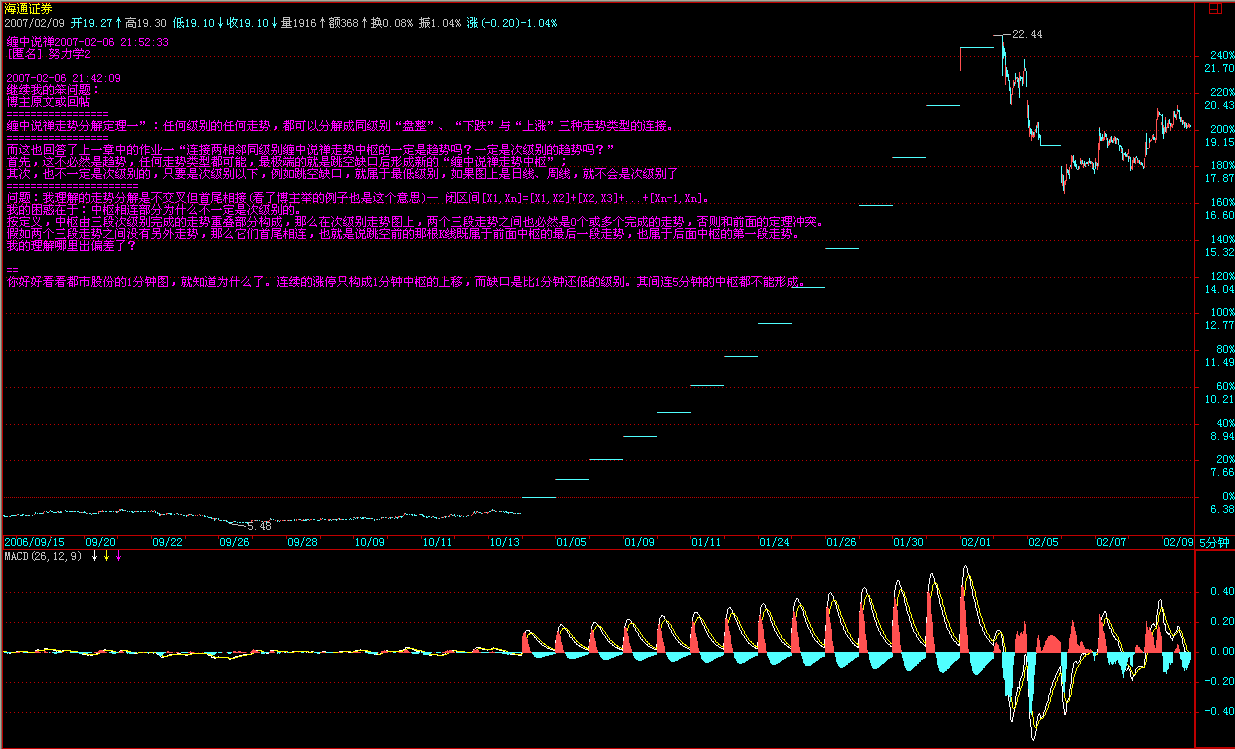 海通证券
2007/02/09 开19.27↑高19.30 低19.10↓收19.10↓量1916↑额368↑换0.08% 振1.04% 涨(-0.20)-1.04%
缠中说禅2007-02-06 21:52:33
[匿名] 努力学2
2007-02-06 21:42:09
继续我的笨问题：
博主原文或回帖
=================
缠中说禅走势分解定理一”：任何级别的任何走势，都可以分解成同级别“盘整”、“下跌”与“上涨”三种走势类型的连接。
=================
而这也回答了上一章中的作业一“连接两相邻同级别缠中说禅走势中枢的一定是趋势吗？一定是次级别的趋势吗？”
首先，这不必然是趋势，任何走势类型都可能，最极端的就是跳空缺口后形成新的“缠中说禅走势中枢”；
其次，也不一定是次级别的，只要是次级别以下，例如跳空缺口，就属于最低级别，如果图上是日线、周线，就不会是次级别了
======================
问题：我理解的走势分解是不交叉但首尾相接(看了博主举的例子也是这个意思)一 闭区间[X1,Xn]=[X1,X2]+[X2,X3]+...+[Xn-1,Xn]。
我的困惑在于：中枢相连部分为什么不一定是次级别的。
按定义，中枢由三段次级别完成的走势重叠部分构成，那么在次级别走势图上，两个三段走势之间也必然是0个或多个完成的走势，否则和前面的定理冲突。
假如两个三段走势之间没有另外走势，那么它们首尾相连，也就是说跳空前的那根K线既属于前面中枢的最后一段走势，也属于后面中枢的第一段走势。
我的理解哪里出偏差了？
==
你好好看看都市股份的1分钟图，就知道为什么了。连续的涨停只构成1分钟中枢的上移，而缺口是比1分钟还低的级别。其间连5分钟的中枢都不能形成。
22.44
5.48
240%
21.70
220%
20.43
200%
19.15
180%
17.87
160%
16.60
140%
15.32
120%
14.04
100%
12.77
80%
11.49
60%
10.21
40%
8.94
20%
7.66
0%
6.38
2006/09/15 09/20 09/22 09/26 09/28 10/09 10/11 10/13 01/05 01/09 01/11 01/24 01/26 01/30 02/01 02/05 02/07 02/09 5分钟
MACD(26,12,9) ↓ ↓ ↓
0.40
0.20
0.00
-0.20
-0.40